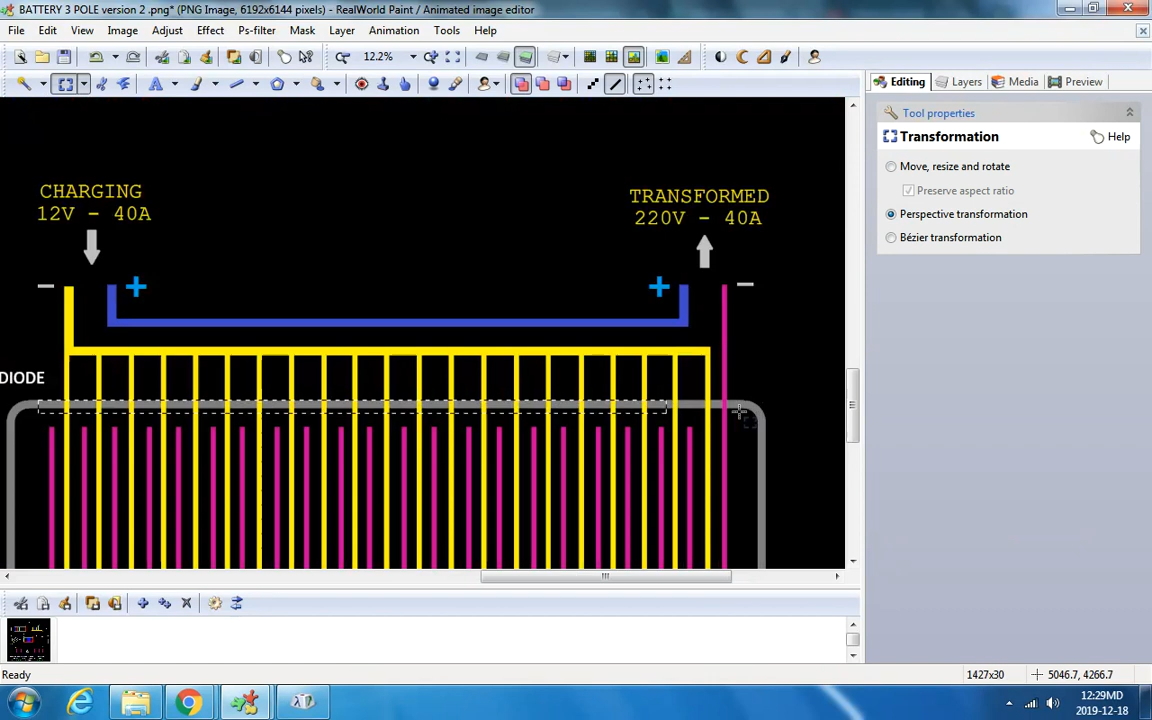 BATTERY 3 POLE version 2 .png* (PNG Image, 6192x6144 pixels) - RealWorld Paint / Animated image editor
File Edit View Image Adjust Effect Ps-filter Mask Layer Animation Tools Help
12.2%
Editing Layers Media Preview
Tool properties
Transformation Help
Move, resize and rotate
Preserve aspect ratio
Perspective transformation
Bézier transformation
CHARGING
12V - 40A
TRANSFORMED
220V - 40A
− + + −
DIODE
Ready 1427x30 5046.7, 4266.7
12:29MD
2019-12-18